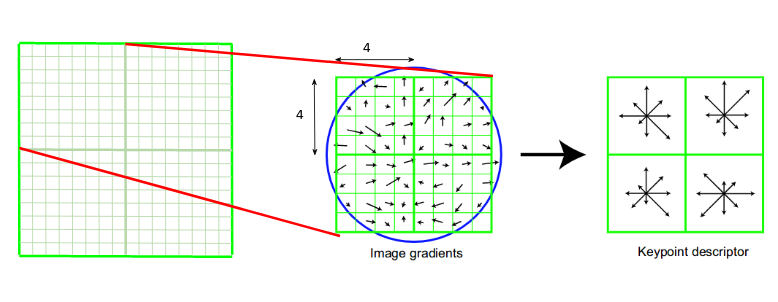 4
4
Image gradients
Keypoint descriptor